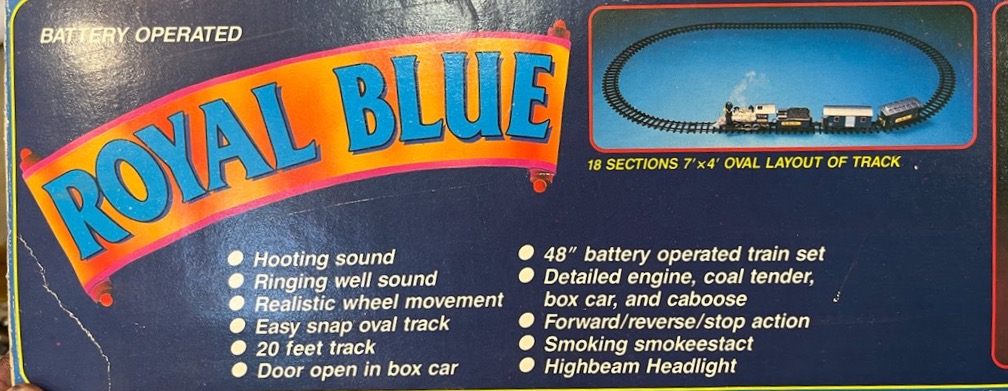 BATTERY OPERATED
ROYAL BLUE
18 SECTIONS 7'×4' OVAL LAYOUT OF TRACK
Hooting sound
Ringing well sound
Realistic wheel movement
Easy snap oval track
20 feet track
Door open in box car
48" battery operated train set
Detailed engine, coal tender,
box car, and caboose
Forward/reverse/stop action
Smoking smokeestact
Highbeam Headlight